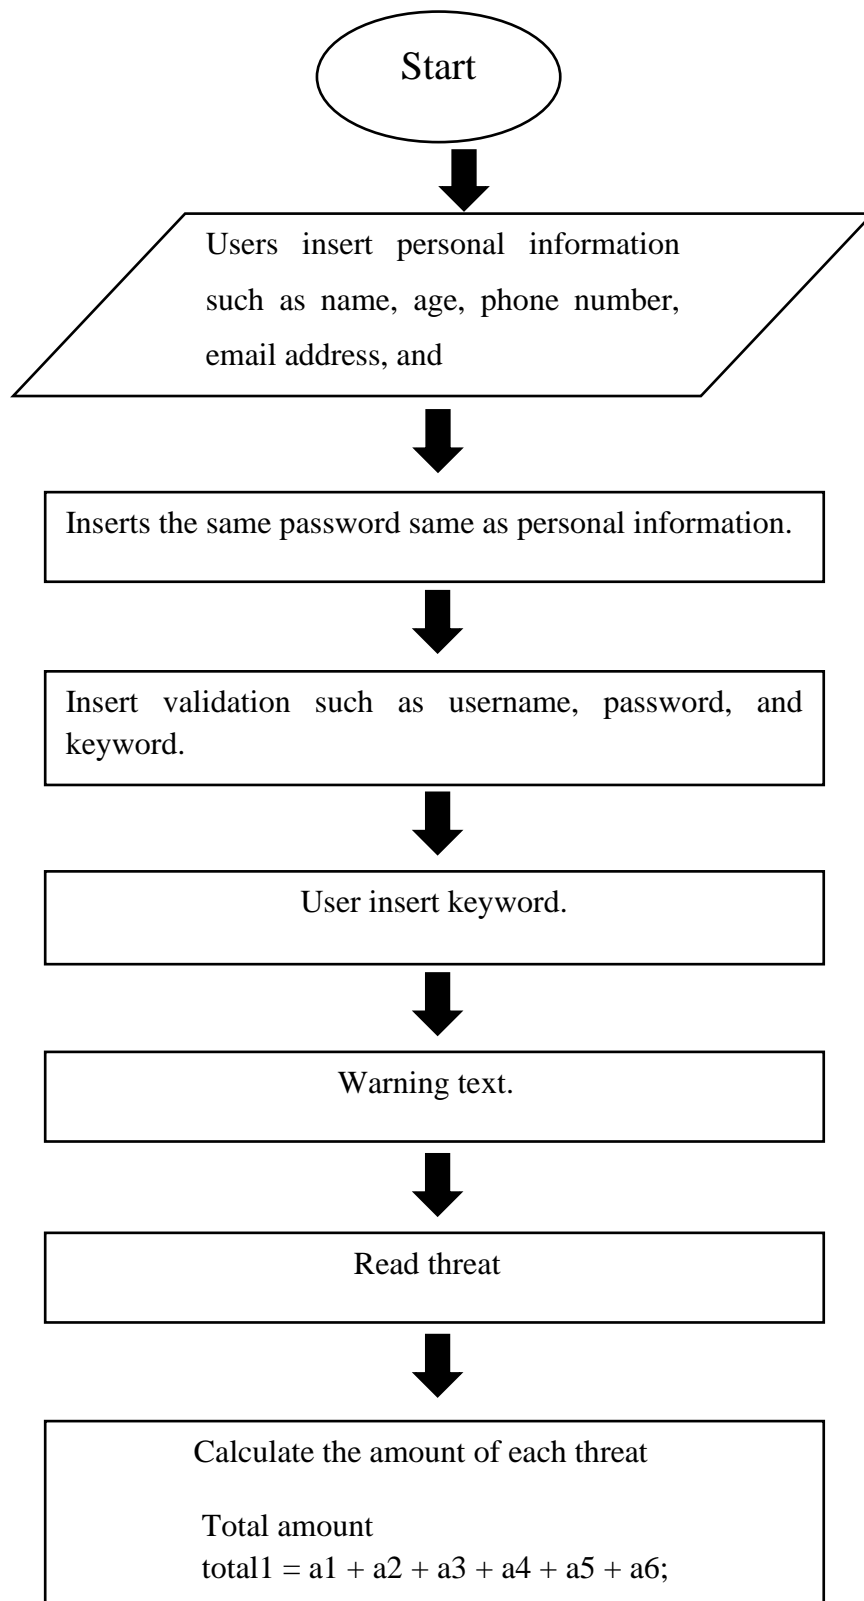 Start
Users insert personal information
such as name, age, phone number,
email address, and
Inserts the same password same as personal information.
Insert validation such as username, password, and
keyword.
User insert keyword.
Warning text.
Read threat
Calculate the amount of each threat
Total amount
total1 = a1 + a2 + a3 + a4 + a5 + a6;